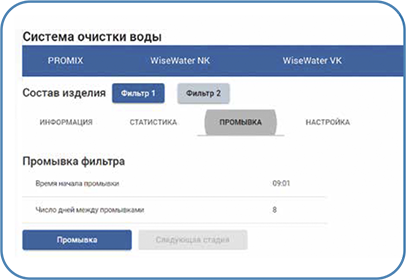 Система очистки воды
PROMIX WiseWater NK WiseWater VK
Состав изделия Фильтр 1 Фильтр 2
ИНФОРМАЦИЯ СТАТИСТИКА ПРОМЫВКА НАСТРОЙКА
Промывка фильтра
Время начала промывки 09:01
Число дней между промывками 8
Промывка Следующая стадия